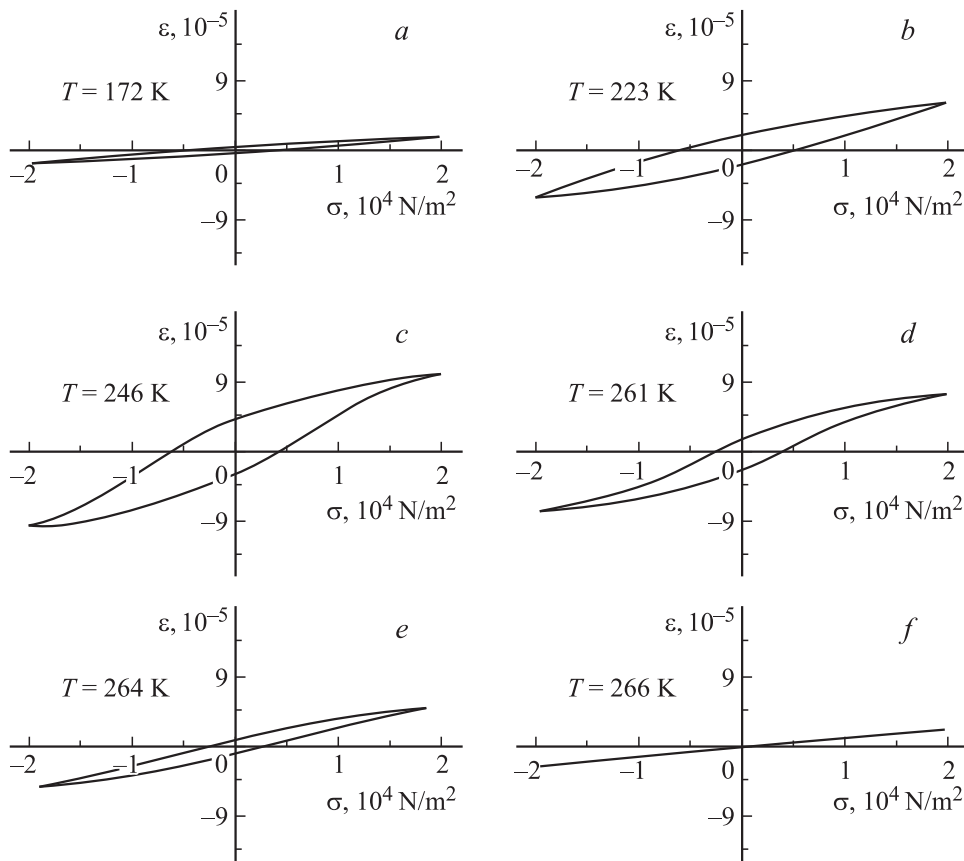 ε, 10⁻⁵ a
9
T = 172 K
−2 −1 0 1 2
σ, 10⁴ N/m²
−9
ε, 10⁻⁵ b
9
T = 223 K
−2 −1 0 1 2
σ, 10⁴ N/m²
−9
ε, 10⁻⁵ c
9
T = 246 K
−2 −1 0 1 2
σ, 10⁴ N/m²
−9
ε, 10⁻⁵ d
9
T = 261 K
−2 −1 0 1 2
σ, 10⁴ N/m²
−9
ε, 10⁻⁵ e
9
T = 264 K
−2 −1 0 1 2
σ, 10⁴ N/m²
−9
ε, 10⁻⁵ f
9
T = 266 K
−2 −1 0 1 2
σ, 10⁴ N/m²
−9